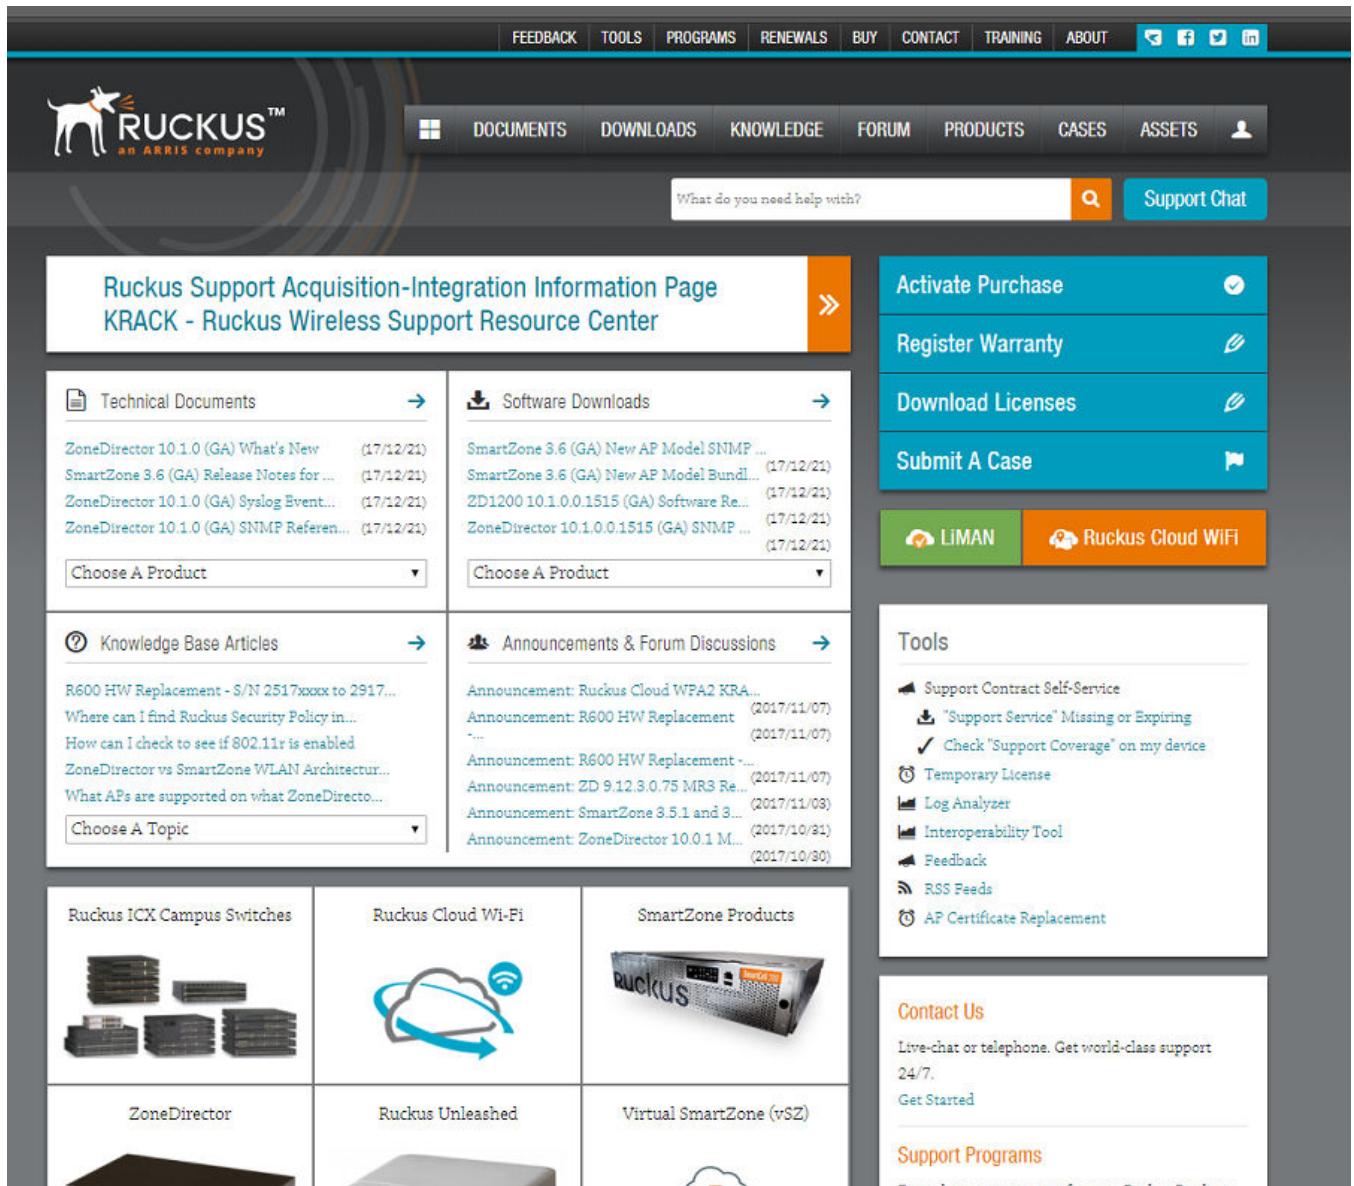 FEEDBACK TOOLS PROGRAMS RENEWALS BUY CONTACT TRAINING ABOUT
RUCKUS™
an ARRIS company
DOCUMENTS DOWNLOADS KNOWLEDGE FORUM PRODUCTS CASES ASSETS
What do you need help with?
Support Chat
Ruckus Support Acquisition-Integration Information Page
KRACK - Ruckus Wireless Support Resource Center
Technical Documents
ZoneDirector 10.1.0 (GA) What's New (17/12/21)
SmartZone 3.6 (GA) Release Notes for ... (17/12/21)
ZoneDirector 10.1.0 (GA) Syslog Event... (17/12/21)
ZoneDirector 10.1.0 (GA) SNMP Referen... (17/12/21)
Choose A Product
Software Downloads
SmartZone 3.6 (GA) New AP Model SNMP ...
(17/12/21)
SmartZone 3.6 (GA) New AP Model Bundl...
(17/12/21)
ZD1200 10.1.0.0.1515 (GA) Software Re...
(17/12/21)
ZoneDirector 10.1.0.0.1515 (GA) SNMP ...
(17/12/21)
Choose A Product
Knowledge Base Articles
R600 HW Replacement - S/N 2517xxxx to 2917...
Where can I find Ruckus Security Policy in...
How can I check to see if 802.11r is enabled
ZoneDirector vs SmartZone WLAN Architectur...
What APs are supported on what ZoneDirecto...
Choose A Topic
Announcements & Forum Discussions
Announcement: Ruckus Cloud WPA2 KRA...
(2017/11/07)
Announcement: R600 HW Replacement
-...
(2017/11/07)
Announcement: R600 HW Replacement -...
(2017/11/07)
Announcement: ZD 9.12.3.0.75 MR3 Re...
(2017/11/03)
Announcement: SmartZone 3.5.1 and 3...
(2017/10/31)
Announcement: ZoneDirector 10.0.1 M...
(2017/10/30)
Ruckus ICX Campus Switches
Ruckus Cloud Wi-Fi
SmartZone Products
RUCKUS
ZoneDirector
Ruckus Unleashed
Virtual SmartZone (vSZ)
Activate Purchase
Register Warranty
Download Licenses
Submit A Case
LiMAN
Ruckus Cloud WiFi
Tools
Support Contract Self-Service
"Support Service" Missing or Expiring
Check "Support Coverage" on my device
Temporary License
Log Analyzer
Interoperability Tool
Feedback
RSS Feeds
AP Certificate Replacement
Contact Us
Live-chat or telephone. Get world-class support
24/7.
Get Started
Support Programs